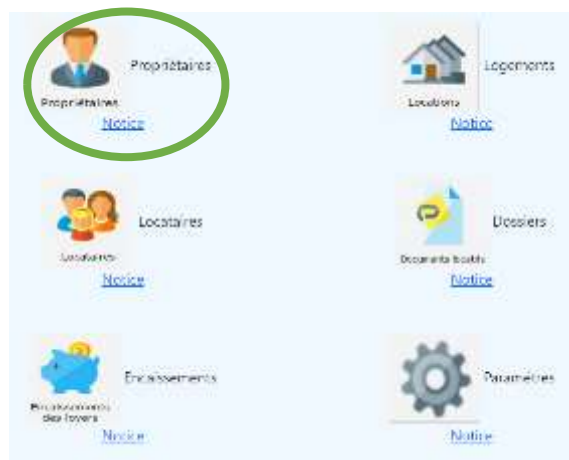 Propriétaires
Propriétaires
Notice
Logements
Locations
Notice
Locataires
Locataires
Notice
Dossiers
Documents locatifs
Notice
Encaissements
Encaissements
des loyers
Notice
Paramètres
Notice